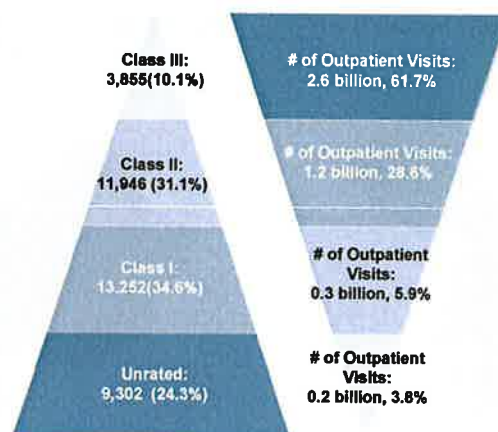 Class III:
3,855(10.1%)
Class II:
11,946 (31.1%)
Class I:
13,252(34.6%)
Unrated:
9,302 (24.3%)
# of Outpatient Visits:
2.6 billion, 61.7%
# of Outpatient Visits:
1.2 billion, 28.6%
# of Outpatient
Visits:
0.3 billion, 5.9%
# of Outpatient
Visits:
0.2 billion, 3.8%